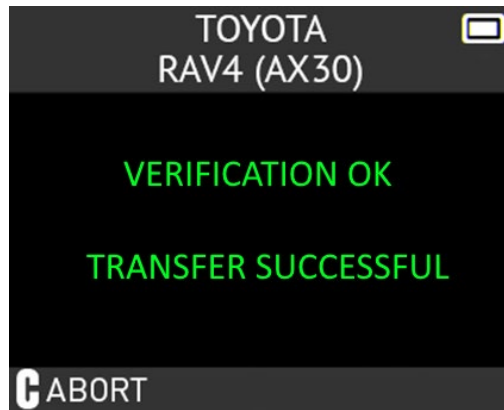 TOYOTA
RAV4 (AX30)
VERIFICATION OK
TRANSFER SUCCESSFUL
C ABORT